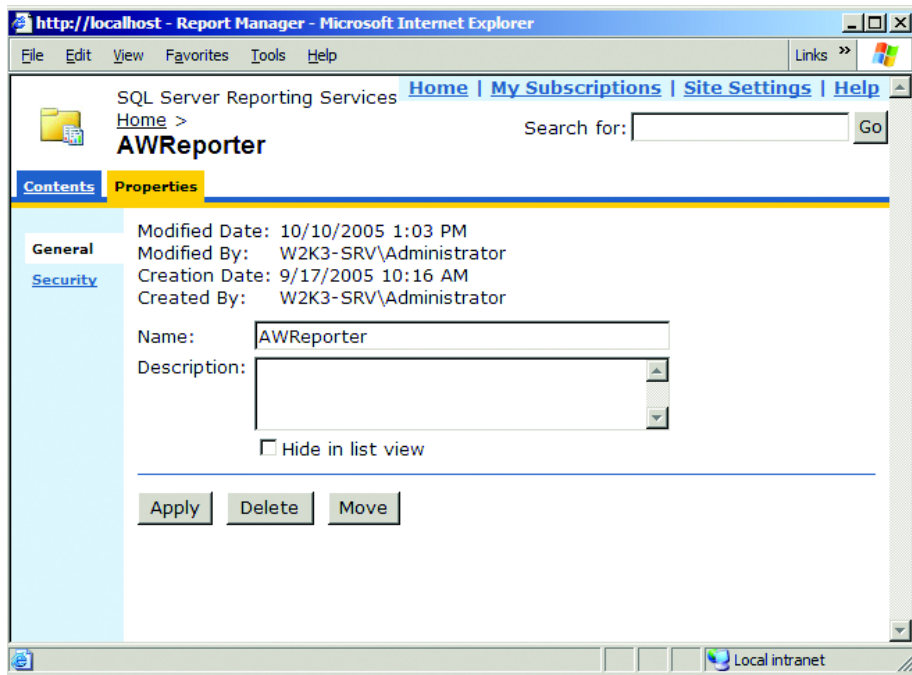 http://localhost - Report Manager - Microsoft Internet Explorer
File Edit View Favorites Tools Help Links »
SQL Server Reporting Services Home | My Subscriptions | Site Settings | Help
Home >
AWReporter
Search for: Go
Contents Properties
General
Security
Modified Date: 10/10/2005 1:03 PM
Modified By: W2K3-SRV\Administrator
Creation Date: 9/17/2005 10:16 AM
Created By: W2K3-SRV\Administrator
Name: AWReporter
Description:
Hide in list view
Apply Delete Move
Local intranet